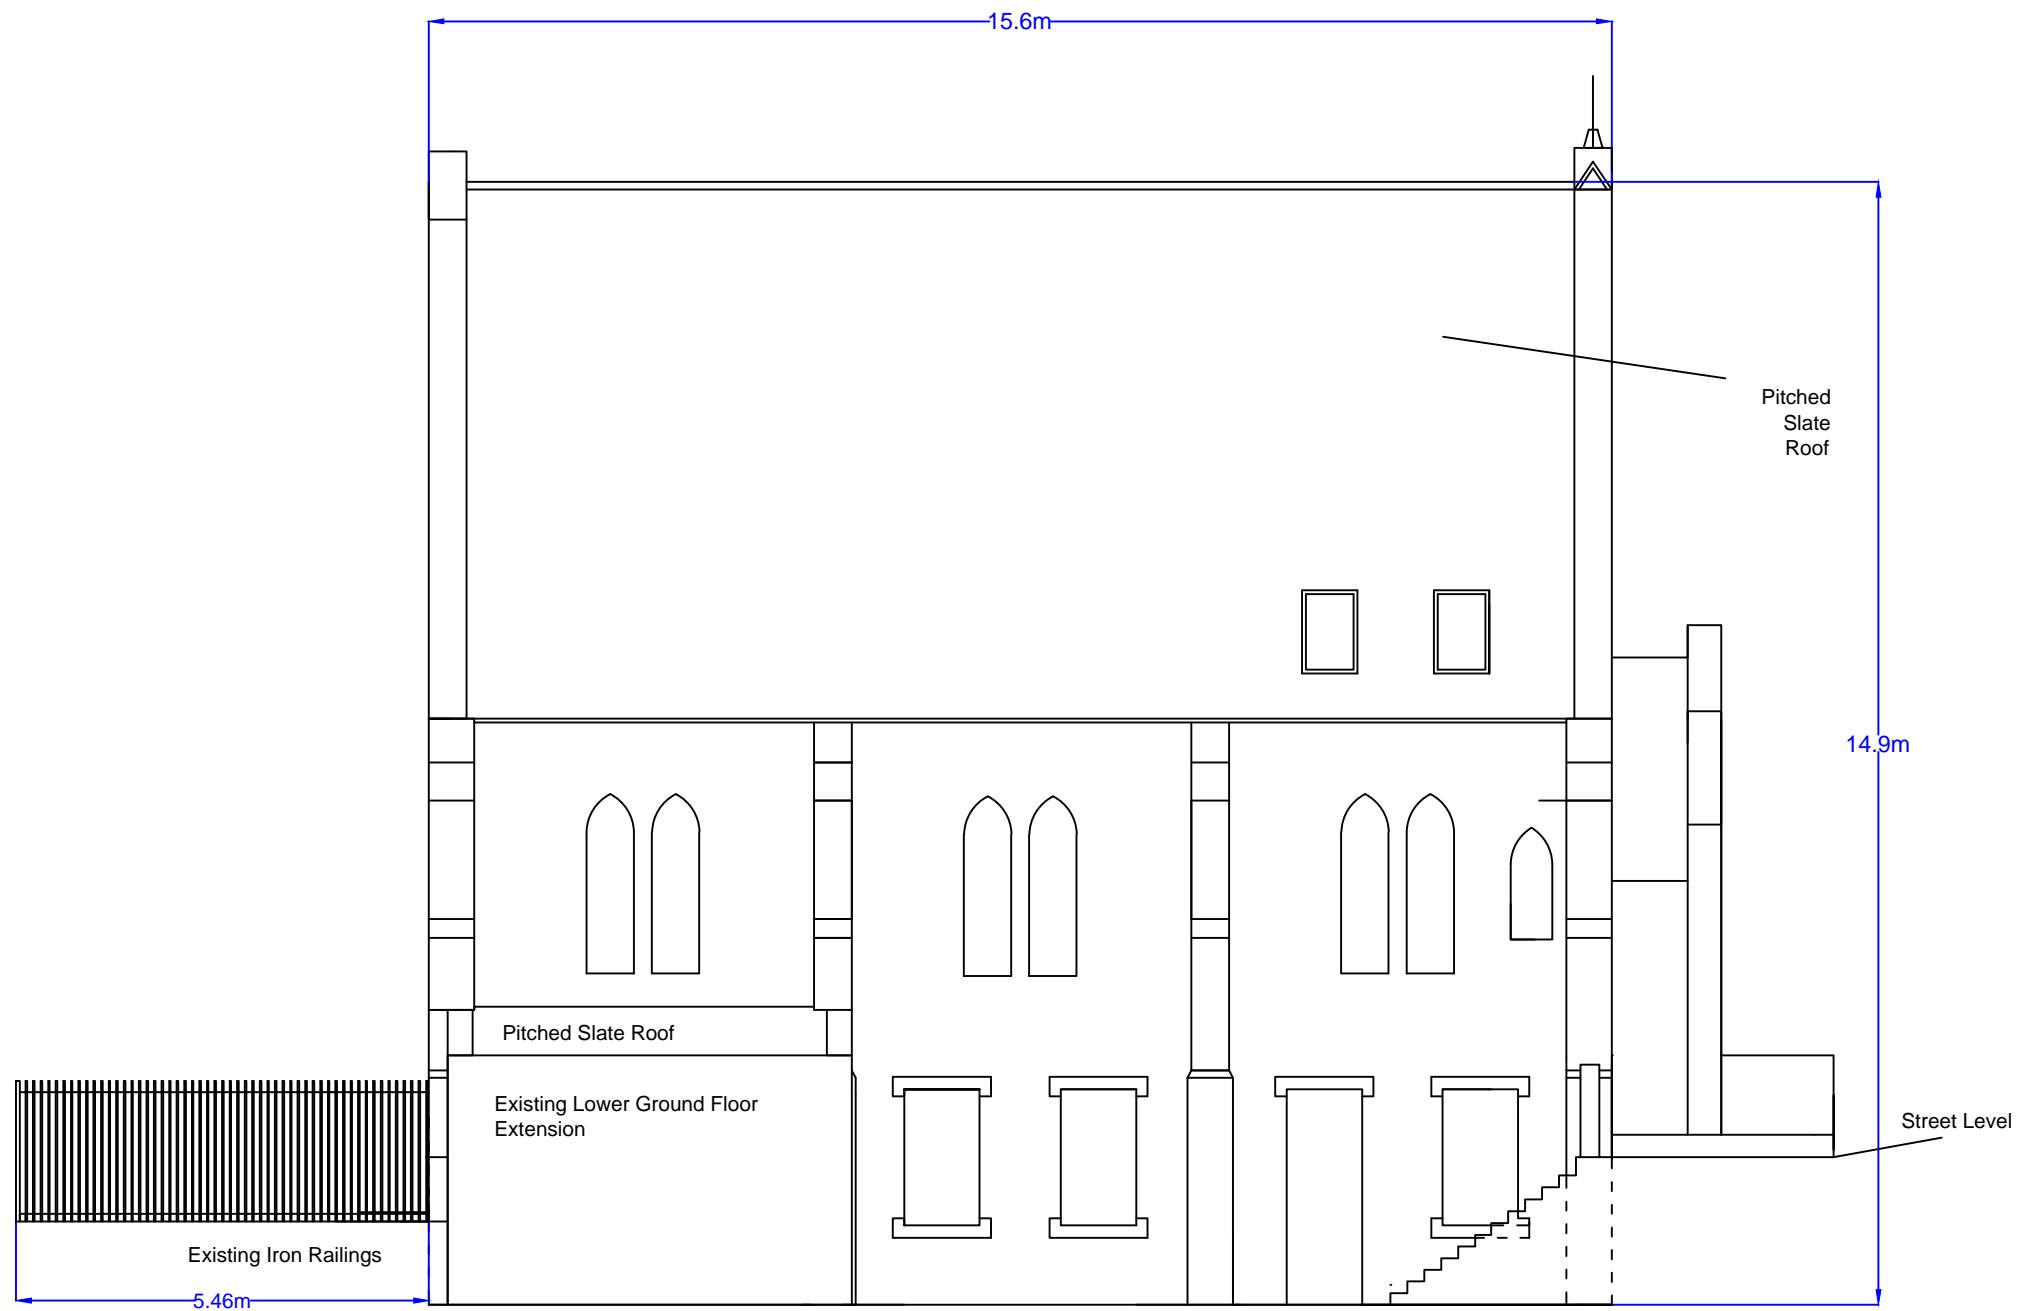 15.6m
Pitched
Slate
Roof
14.9m
Pitched Slate Roof
Existing Lower Ground Floor
Extension
Street Level
Existing Iron Railings
5.46m